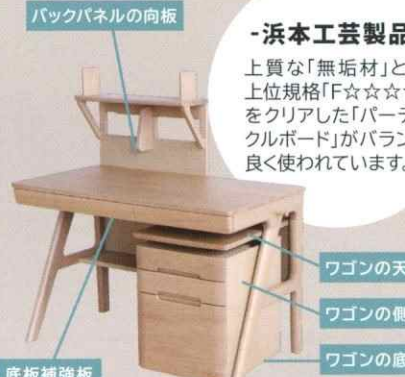 バックパネルの向板
-浜本工芸製品
上質な「無垢材」と
上位規格「F☆☆☆
をクリアした「パーテ
クルボード」がバラン
良く使われています。
ワゴンの天
ワゴンの側
ワゴンの底
底板補強板